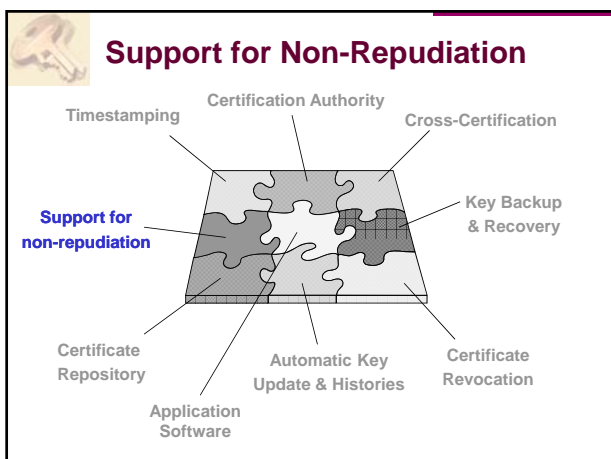 Support for Non-Repudiation
Certification Authority
Timestamping
Cross-Certification
Support for
non-repudiation
Key Backup
& Recovery
Certificate
Repository
Automatic Key
Update & Histories
Certificate
Revocation
Application
Software